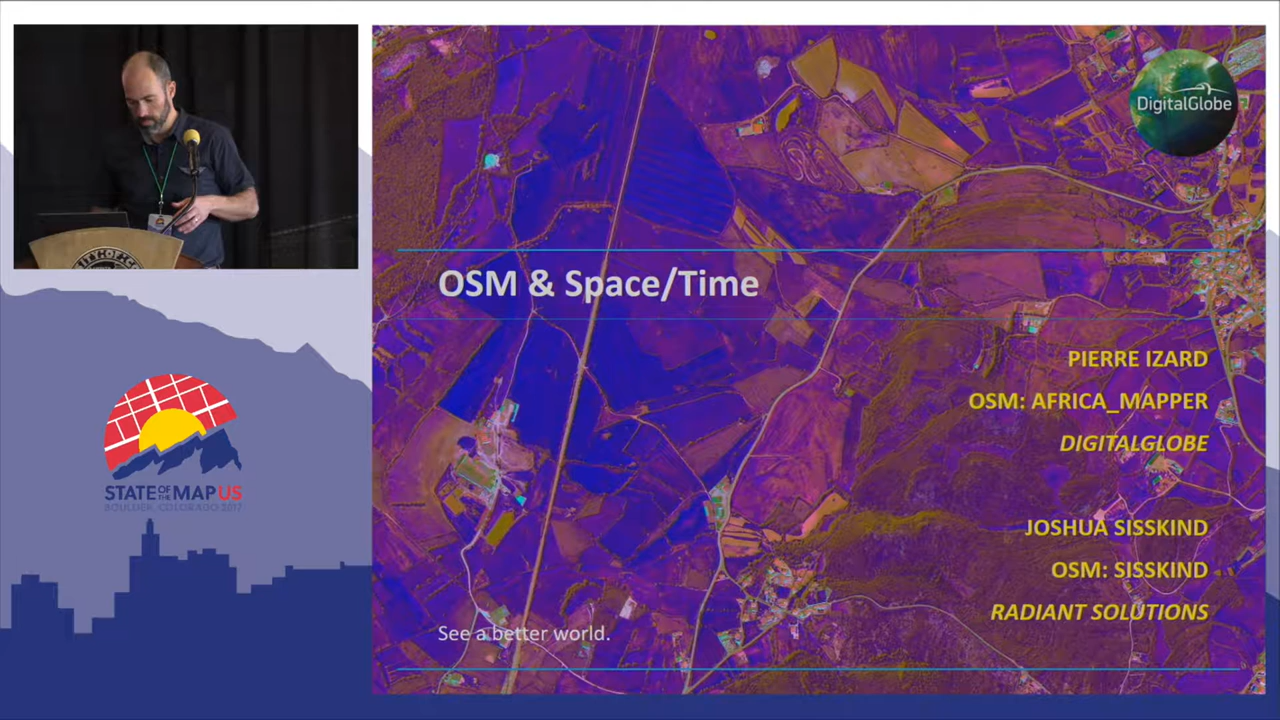 DigitalGlobe
OSM & Space/Time
PIERRE IZARD
OSM: AFRICA_MAPPER
DIGITALGLOBE
JOSHUA SISSKIND
OSM: SISSKIND
RADIANT SOLUTIONS
See a better world.
STATE OF THE MAP US
BOULDER, COLORADO 2017